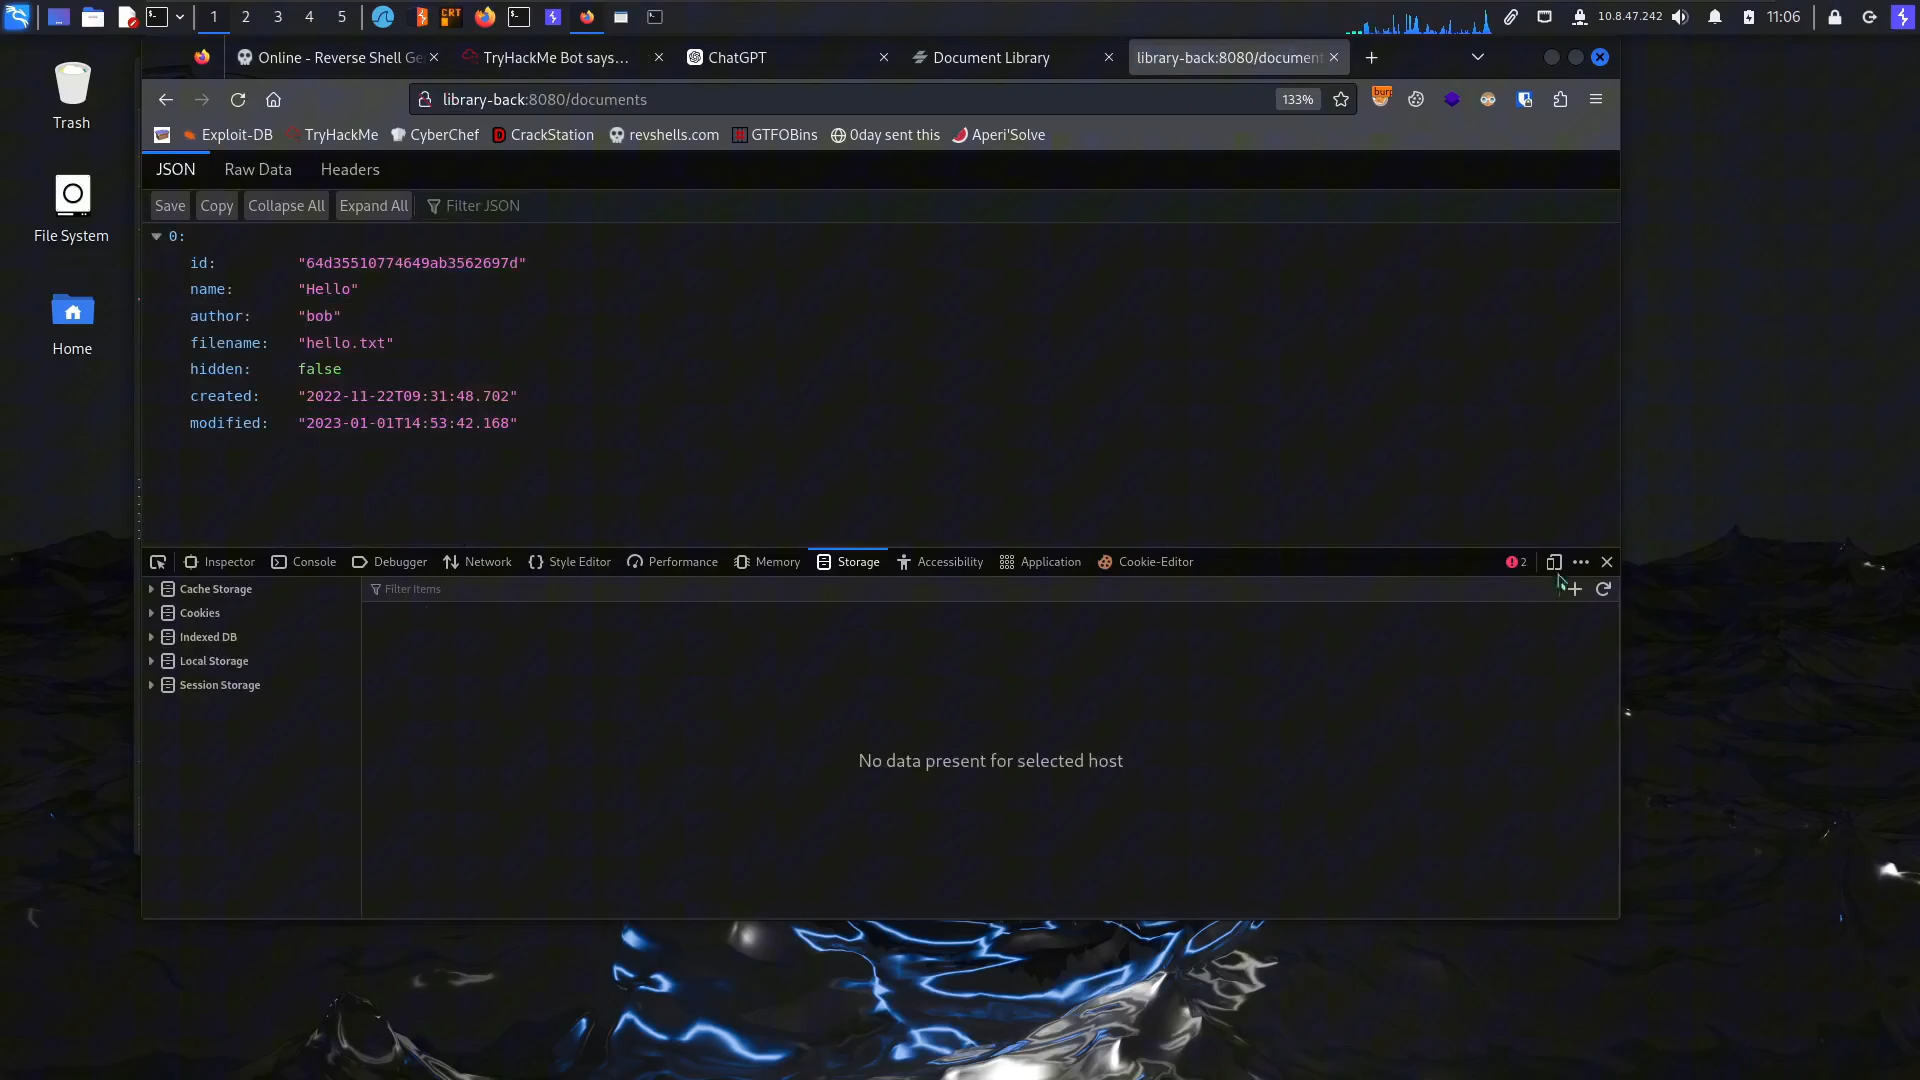 1 2 3 4 5 CRT 10.8.47.242 11:06
Trash
File System
Home
Online - Reverse Shell Ge
TryHackMe Bot says…
ChatGPT
Document Library
library-back:8080/document
library-back:8080/documents
133%
burp
Exploit-DB TryHackMe CyberChef CrackStation revshells.com GTFOBins 0day sent this Aperi'Solve
JSON Raw Data Headers
Save Copy Collapse All Expand All Filter JSON
0:
id: "64d35510774649ab3562697d"
name: "Hello"
author: "bob"
filename: "hello.txt"
hidden: false
created: "2022-11-22T09:31:48.702"
modified: "2023-01-01T14:53:42.168"
Inspector Console Debugger Network Style Editor Performance Memory Storage Accessibility Application Cookie-Editor 2
Cache Storage
Filter Items
Cookies
Indexed DB
Local Storage
Session Storage
No data present for selected host